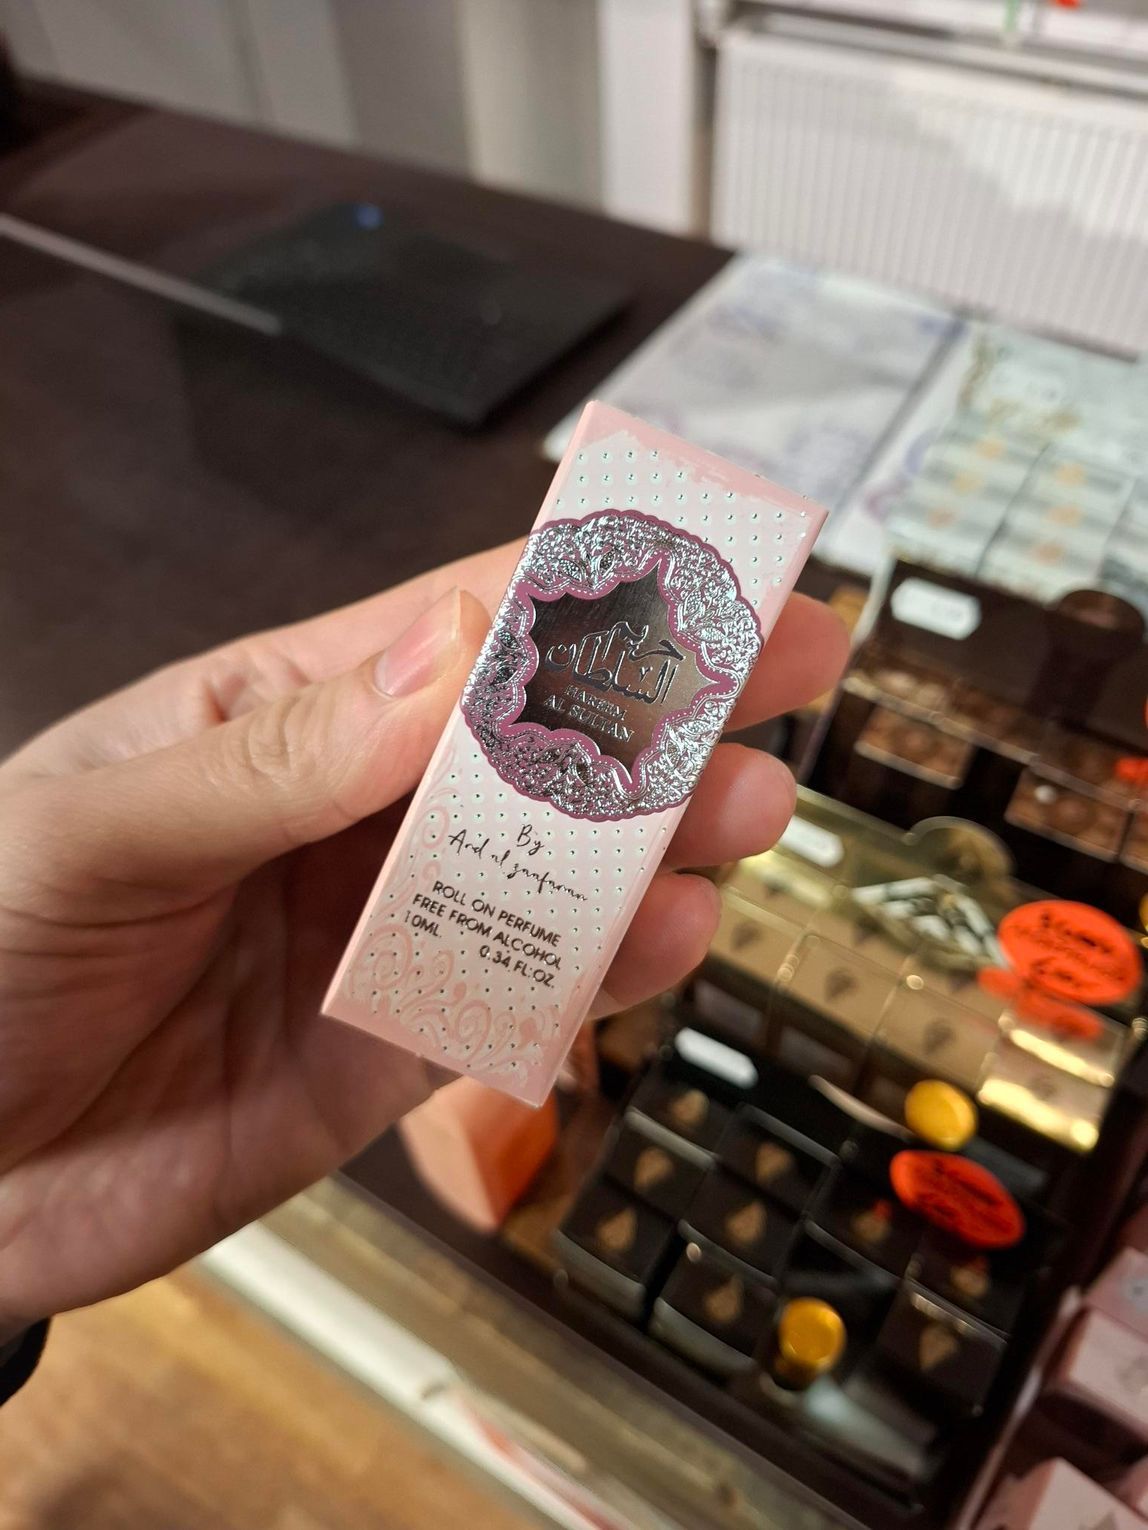 حريم
السلطان
HAREEM
AL SULTAN
By
Ard al zaafaran
ROLL ON PERFUME
FREE FROM ALCOHOL
10ML. 0.34.FL.OZ.